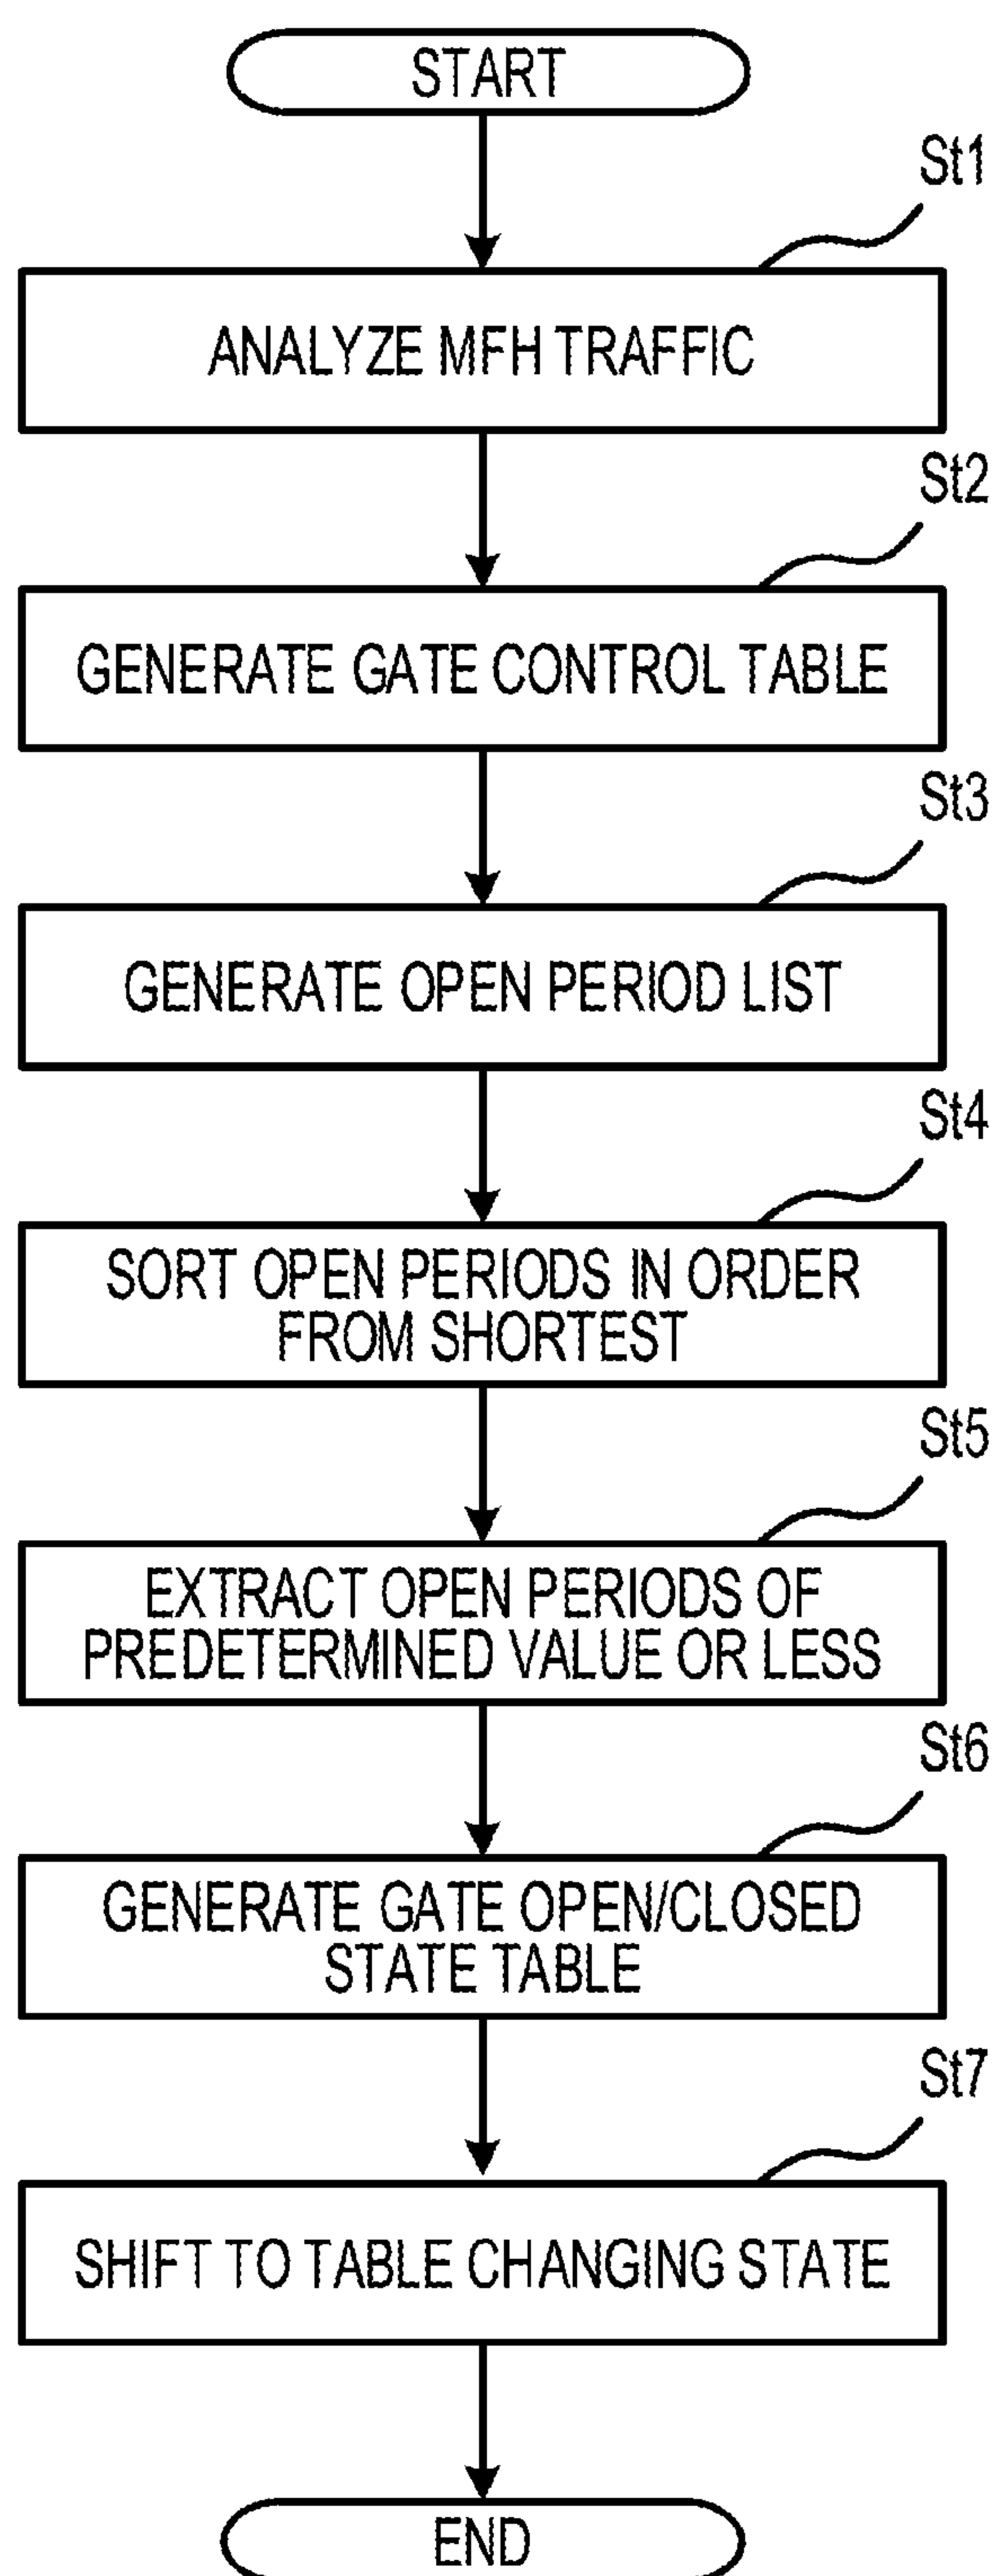 START
St1
ANALYZE MFH TRAFFIC
St2
GENERATE GATE CONTROL TABLE
St3
GENERATE OPEN PERIOD LIST
St4
SORT OPEN PERIODS IN ORDER
FROM SHORTEST
St5
EXTRACT OPEN PERIODS OF
PREDETERMINED VALUE OR LESS
St6
GENERATE GATE OPEN/CLOSED
STATE TABLE
St7
SHIFT TO TABLE CHANGING STATE
END